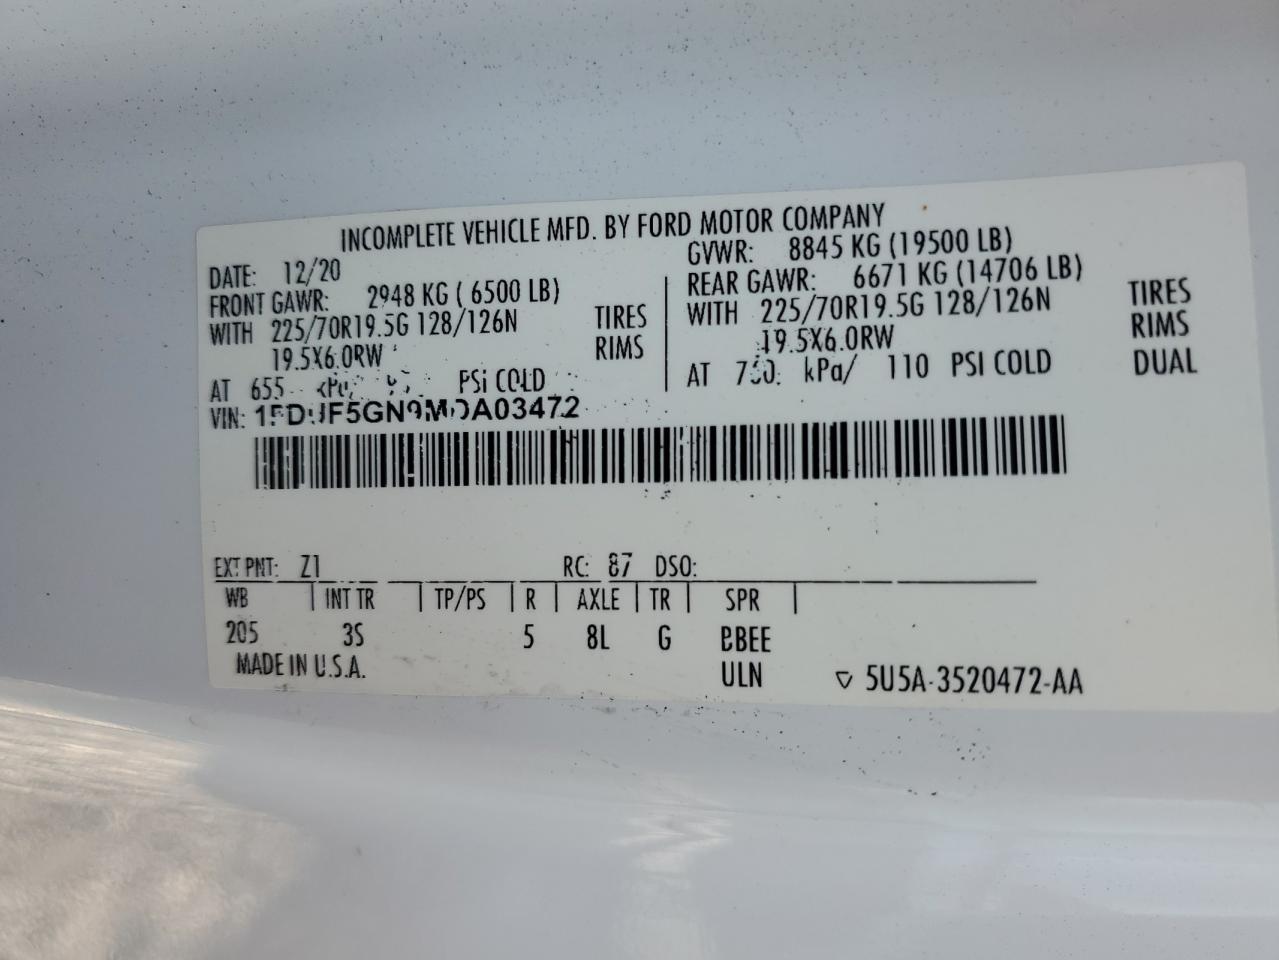 INCOMPLETE VEHICLE MFD. BY FORD MOTOR COMPANY
DATE: 12/20
GVWR: 8845 KG (19500 LB)
FRONT GAWR: 2948 KG ( 6500 LB)
WITH 225/70R19.5G 128/126N TIRES
19.5X6.0RW RIMS
AT 655 kPa/ PSI COLD
REAR GAWR: 6671 KG (14706 LB)
WITH 225/70R19.5G 128/126N TIRES
19.5X6.0RW RIMS
AT kPa/ 110 PSI COLD DUAL
VIN:
EXT PNT: Z1 RC: 87 DSO:
WB | INT TR | TP/PS | R | AXLE | TR | SPR |
205 3S 5 8L G BBEE
MADE IN U.S.A. ULN
5U5A-3520472-AA